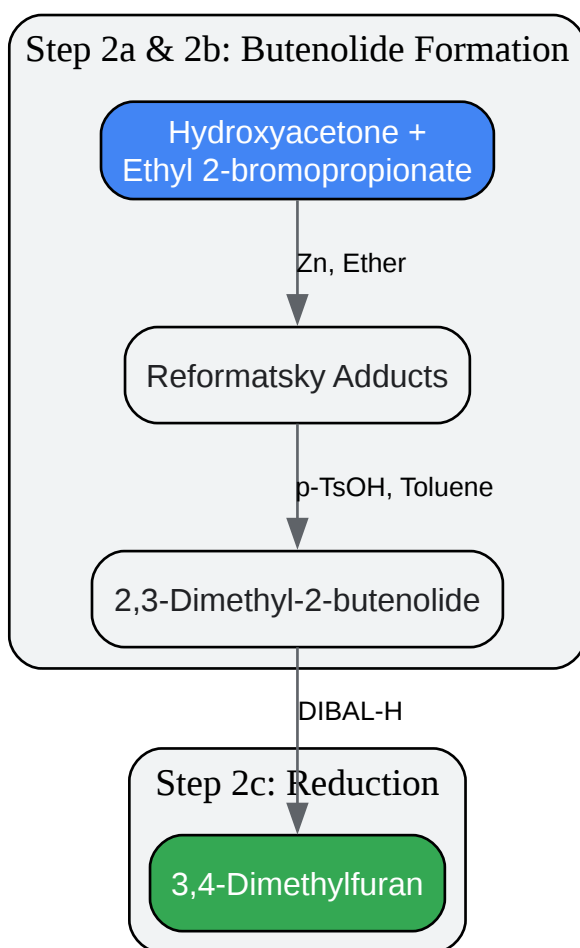 Step 2a & 2b: Butenolide Formation
Hydroxyacetone +
Ethyl 2-bromopropionate
Zn, Ether
Reformatsky Adducts
p-TsOH, Toluene
2,3-Dimethyl-2-butenolide
DIBAL-H
Step 2c: Reduction
3,4-Dimethylfuran